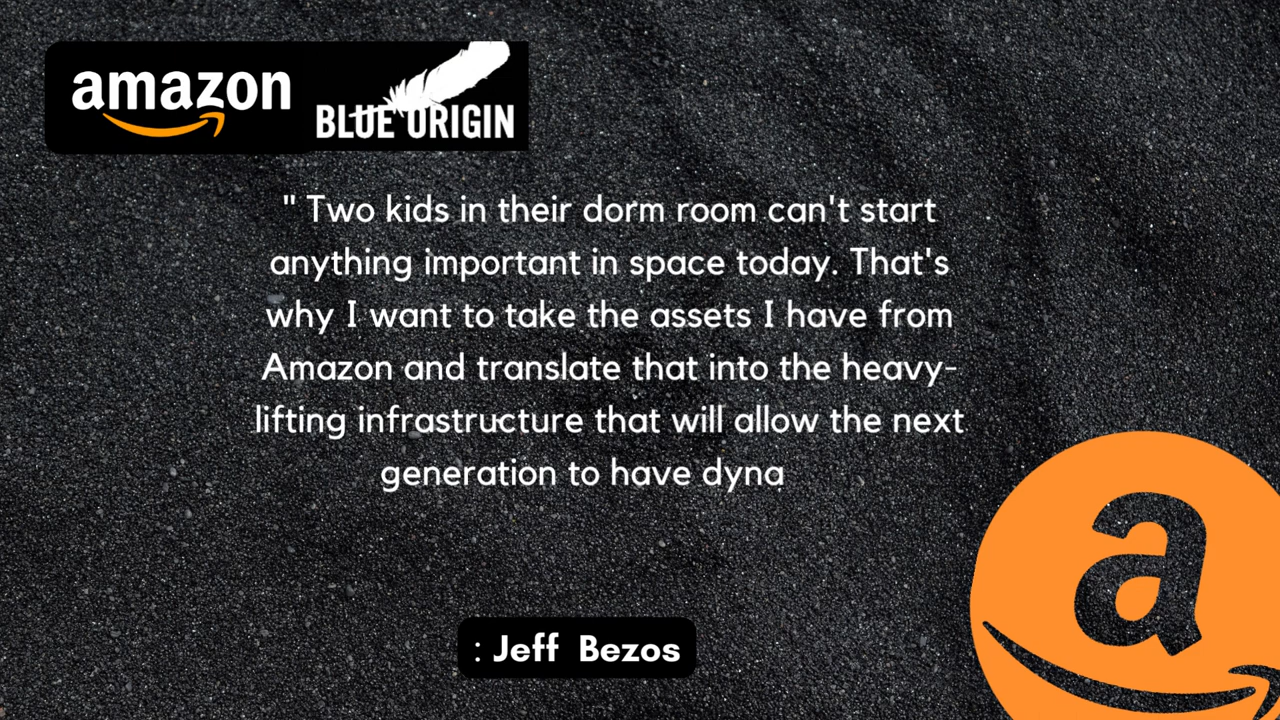 amazon
BLUE ORIGIN
" Two kids in their dorm room can't start
anything important in space today. That's
why I want to take the assets I have from
Amazon and translate that into the heavy-
lifting infrastructure that will allow the next
generation to have dyna
: Jeff Bezos
a